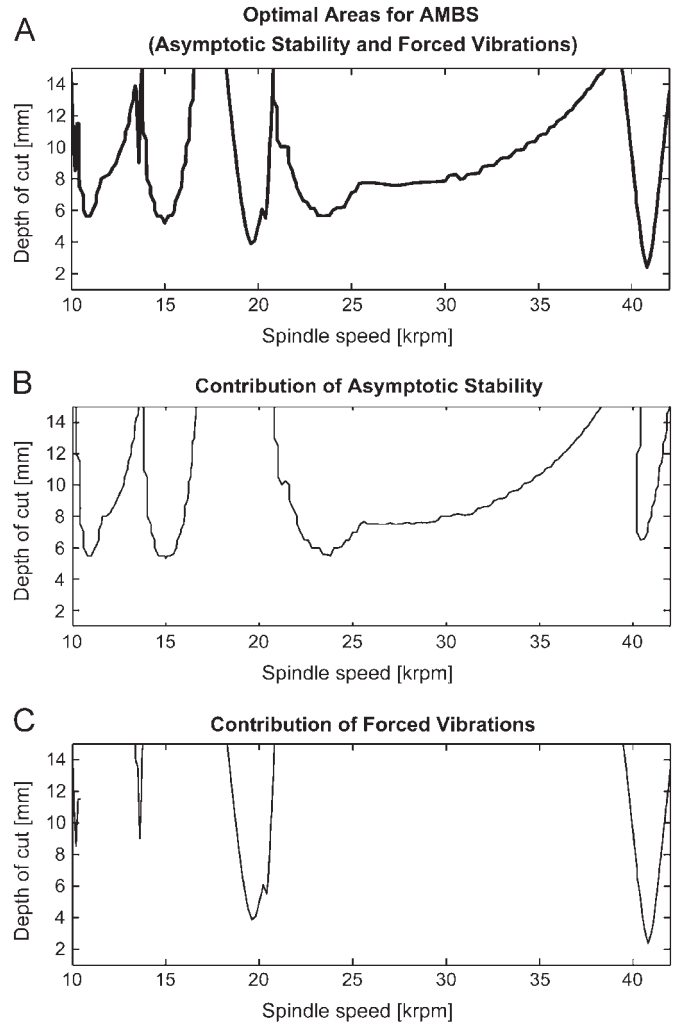 A
Optimal Areas for AMBS
(Asymptotic Stability and Forced Vibrations)
14
12
10
8
6
4
2
Depth of cut [mm]
10 15 20 25 30 35 40
Spindle speed [krpm]
B
Contribution of Asymptotic Stability
14
12
10
8
6
4
2
Depth of cut [mm]
10 15 20 25 30 35 40
Spindle speed [krpm]
C
Contribution of Forced Vibrations
14
12
10
8
6
4
2
Depth of cut [mm]
10 15 20 25 30 35 40
Spindle speed [krpm]